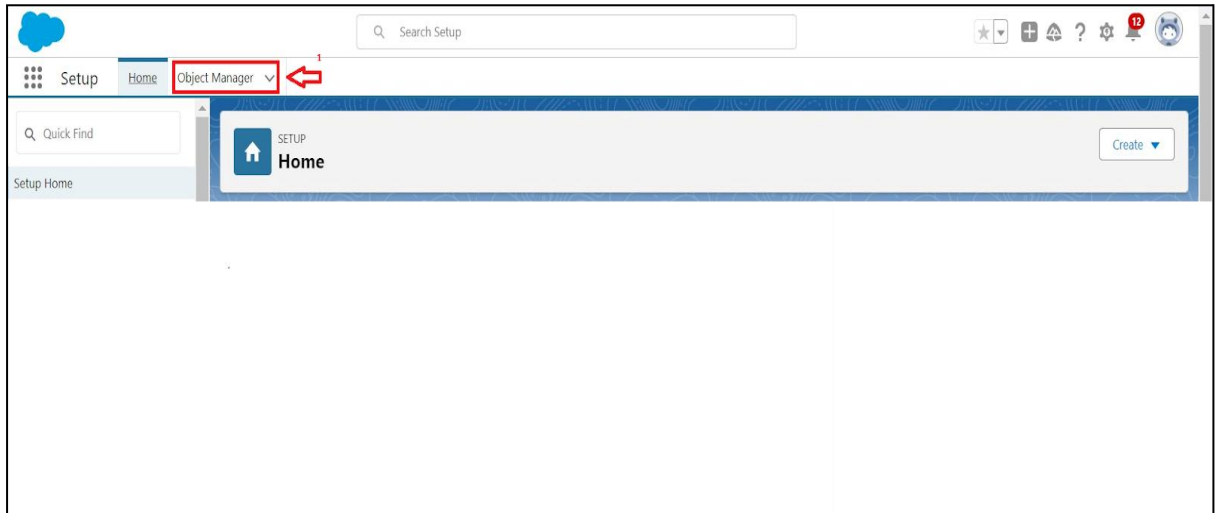 Search Setup
12
Setup Home Object Manager 1
Quick Find
SETUP
Home
Create
Setup Home